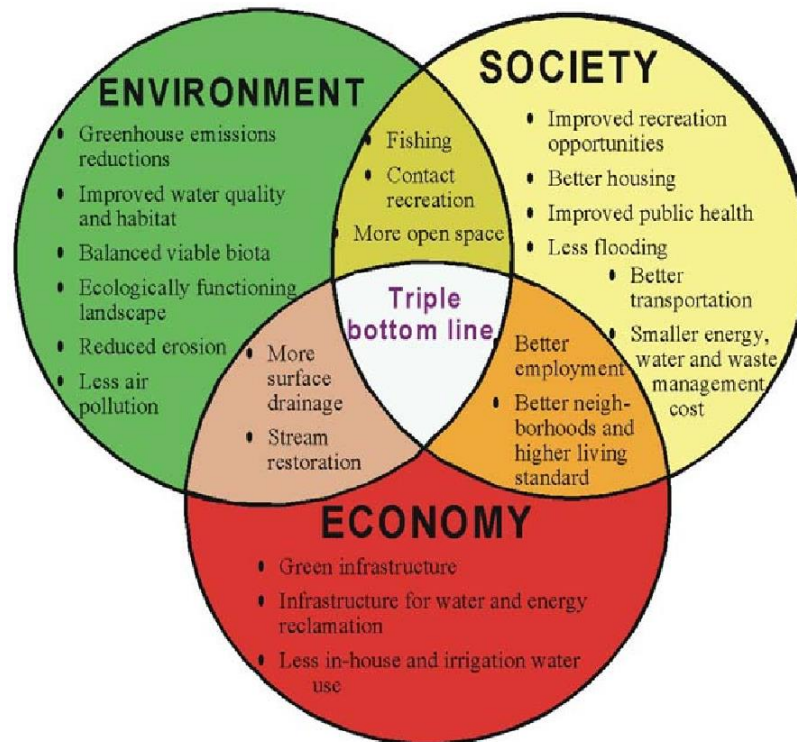 ENVIRONMENT
• Greenhouse emissions
reductions
• Improved water quality
and habitat
• Balanced viable biota
• Ecologically functioning
landscape
• Reduced erosion
• Less air
pollution
• Fishing
• Contact
recreation
• More open space
SOCIETY
• Improved recreation
opportunities
• Better housing
• Improved public health
• Less flooding
• Better
transportation
• Smaller energy,
water and waste
management
cost
Triple
bottom line
• More
surface
drainage
• Stream
restoration
• Better
employment
• Better neigh-
borhoods and
higher living
standard
ECONOMY
• Green infrastructure
• Infrastructure for water and energy
reclamation
• Less in-house and irrigation water
use